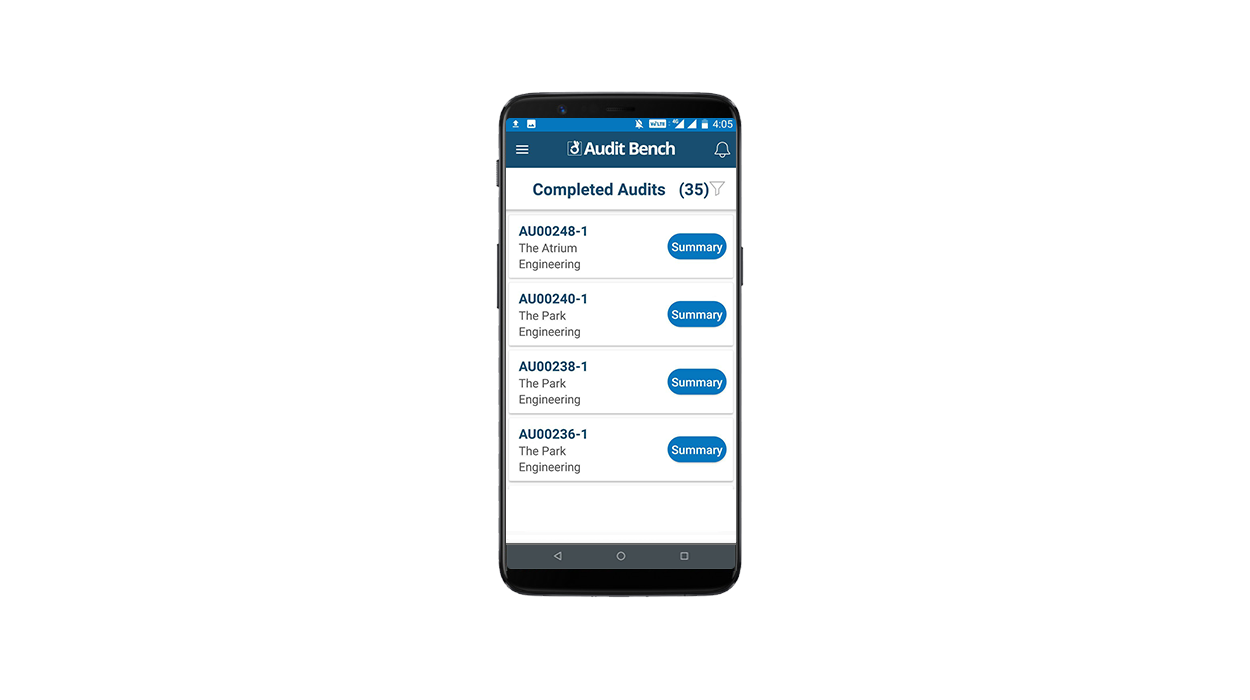 4:05
Audit Bench
Completed Audits (35)
AU00248-1
The Atrium
Engineering
Summary
AU00240-1
The Park
Engineering
Summary
AU00238-1
The Park
Engineering
Summary
AU00236-1
The Park
Engineering
Summary